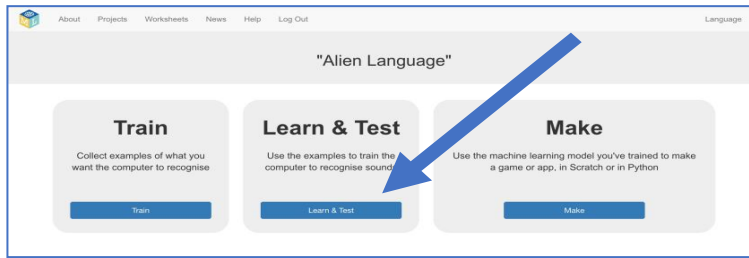 About Projects Worksheets News Help Log Out Language
"Alien Language"
Train
Collect examples of what you
want the computer to recognise
Train
Learn & Test
Use the examples to train the
computer to recognise sounds
Learn & Test
Make
Use the machine learning model you've trained to make
a game or app, in Scratch or in Python
Make